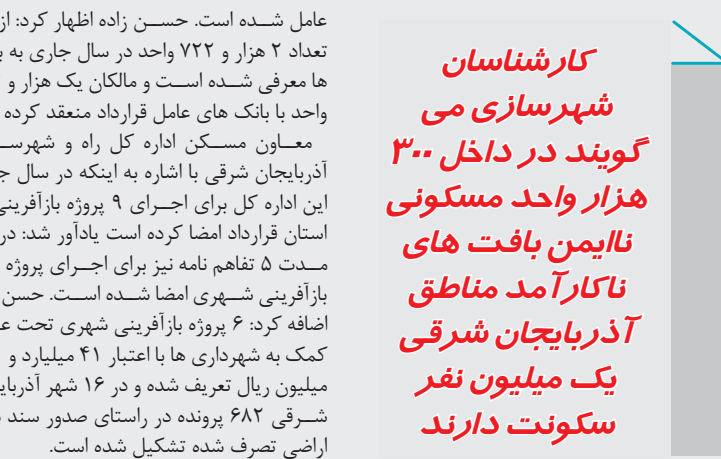 کارشناسان
شهرسازی می
گویند در داخل ۳۰۰
هزار واحد مسکونی
ناایمن بافت های
ناکارآمد مناطق
آذربایجان شرقی
یک میلیون نفر
سکونت دارند
عامل شده است. حسن زاده اظهار کرد: از
تعداد ۲ هزار و ۷۲۲ واحد در سال جاری به
ها معرفی شده است و مالکان یک هزار و
واحد با بانک های عامل قرارداد منعقد کرده
معاون مسکن اداره کل راه و
آذربایجان شرقی با اشاره به اینکه در سال
این اداره کل برای اجرای ۹ پروژه
استان قرارداد امضا کرده است یادآور شد: در
مدت ۵ تفاهم نامه نیز برای اجرای پروژه
بازآفرینی شهری امضا شده است. حسن
اضافه کرد: ۶ پروژه بازآفرینی شهری تحت
کمک به شهرداری ها با اعتبار ۴۱ میلیارد و
میلیون ریال تعریف شده و در ۱۶ شهر
شرقی ۶۸۲ پرونده در راستای صدور سند
اراضی تصرف شده تشکیل شده است.